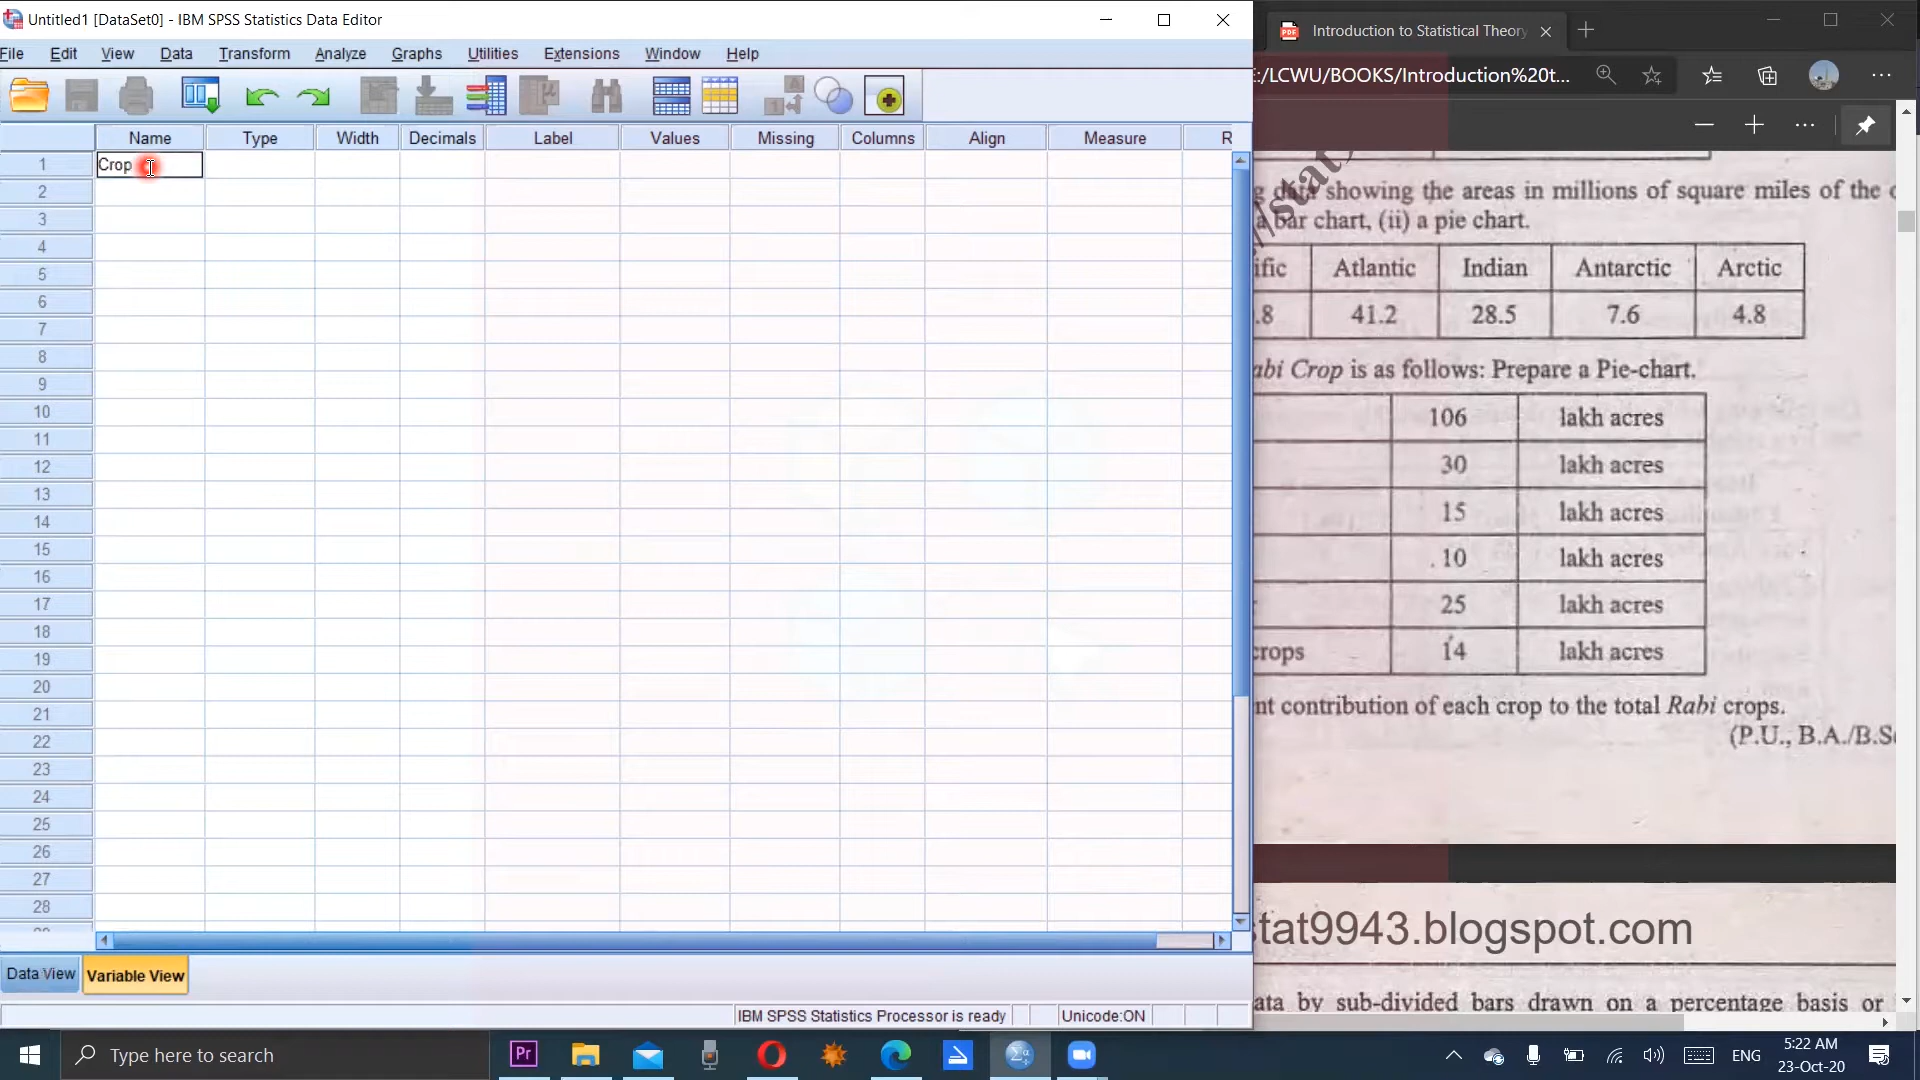 Untitled1 [DataSet0] - IBM SPSS Statistics Data Editor
File Edit View Data Transform Analyze Graphs Utilities Extensions Window Help
Name Type Width Decimals Label Values Missing Columns Align Measure R
1 Crop
2
3
4
5
6
7
8
9
10
11
12
13
14
15
16
17
18
19
20
21
22
23
24
25
26
27
28
Data View Variable View
IBM SPSS Statistics Processor is ready Unicode:ON
Introduction to Statistical Theory
:/LCWU/BOOKS/Introduction%20t...
showing the areas in millions of square miles of the
a bar chart, (ii) a pie chart.
ific Atlantic Indian Antarctic Arctic
.8 41.2 28.5 7.6 4.8
abi Crop is as follows: Prepare a Pie-chart.
106 lakh acres
30 lakh acres
15 lakh acres
10 lakh acres
25 lakh acres
crops 14 lakh acres
nt contribution of each crop to the total Rabi crops.
(P.U., B.A./B.S
tat9943.blogspot.com
ata by sub-divided bars drawn on a percentage basis or
Type here to search
Pr
ENG
5:22 AM
23-Oct-20